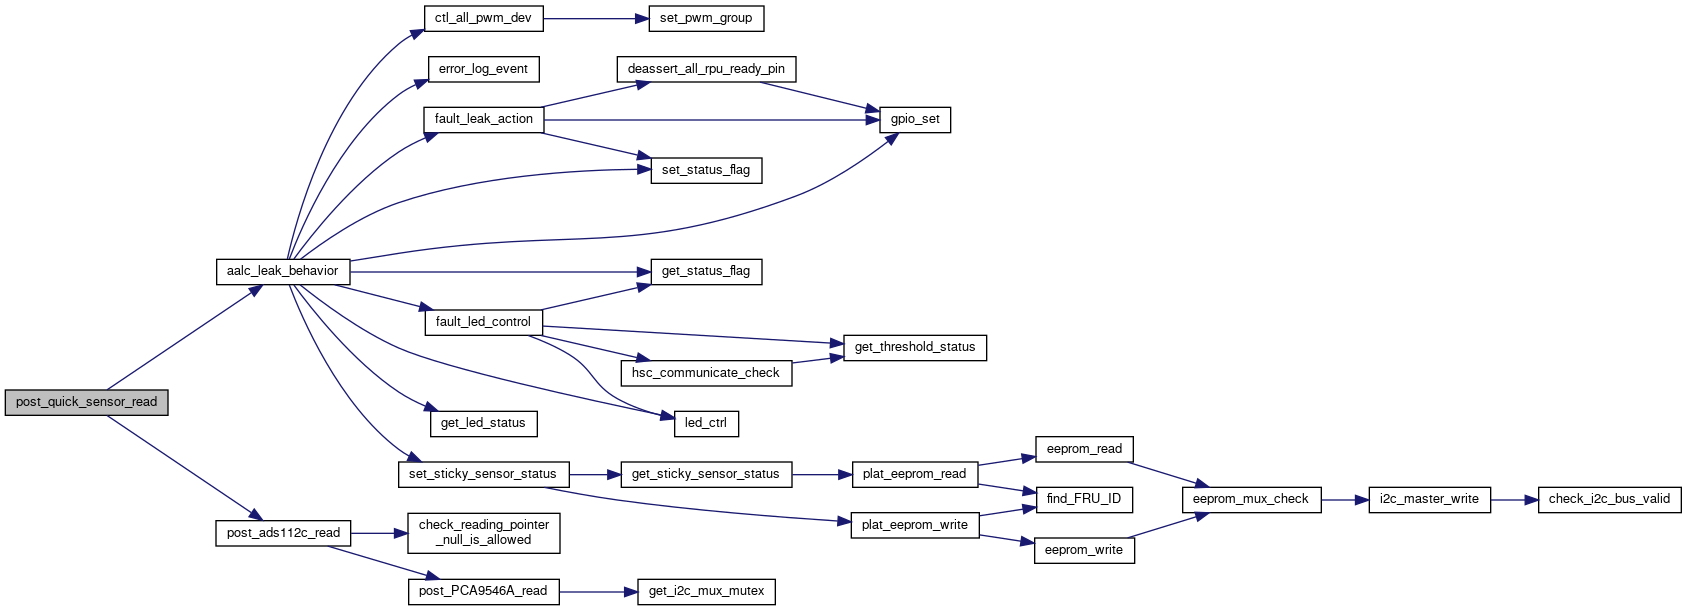 ctl_all_pwm_dev
set_pwm_group
error_log_event
deassert_all_rpu_ready_pin
fault_leak_action
gpio_set
set_status_flag
aalc_leak_behavior
get_status_flag
fault_led_control
get_threshold_status
hsc_communicate_check
post_quick_sensor_read
get_led_status
led_ctrl
eeprom_read
set_sticky_sensor_status
get_sticky_sensor_status
plat_eeprom_read
find_FRU_ID
eeprom_mux_check
i2c_master_write
check_i2c_bus_valid
post_ads112c_read
check_reading_pointer
_null_is_allowed
plat_eeprom_write
eeprom_write
post_PCA9546A_read
get_i2c_mux_mutex